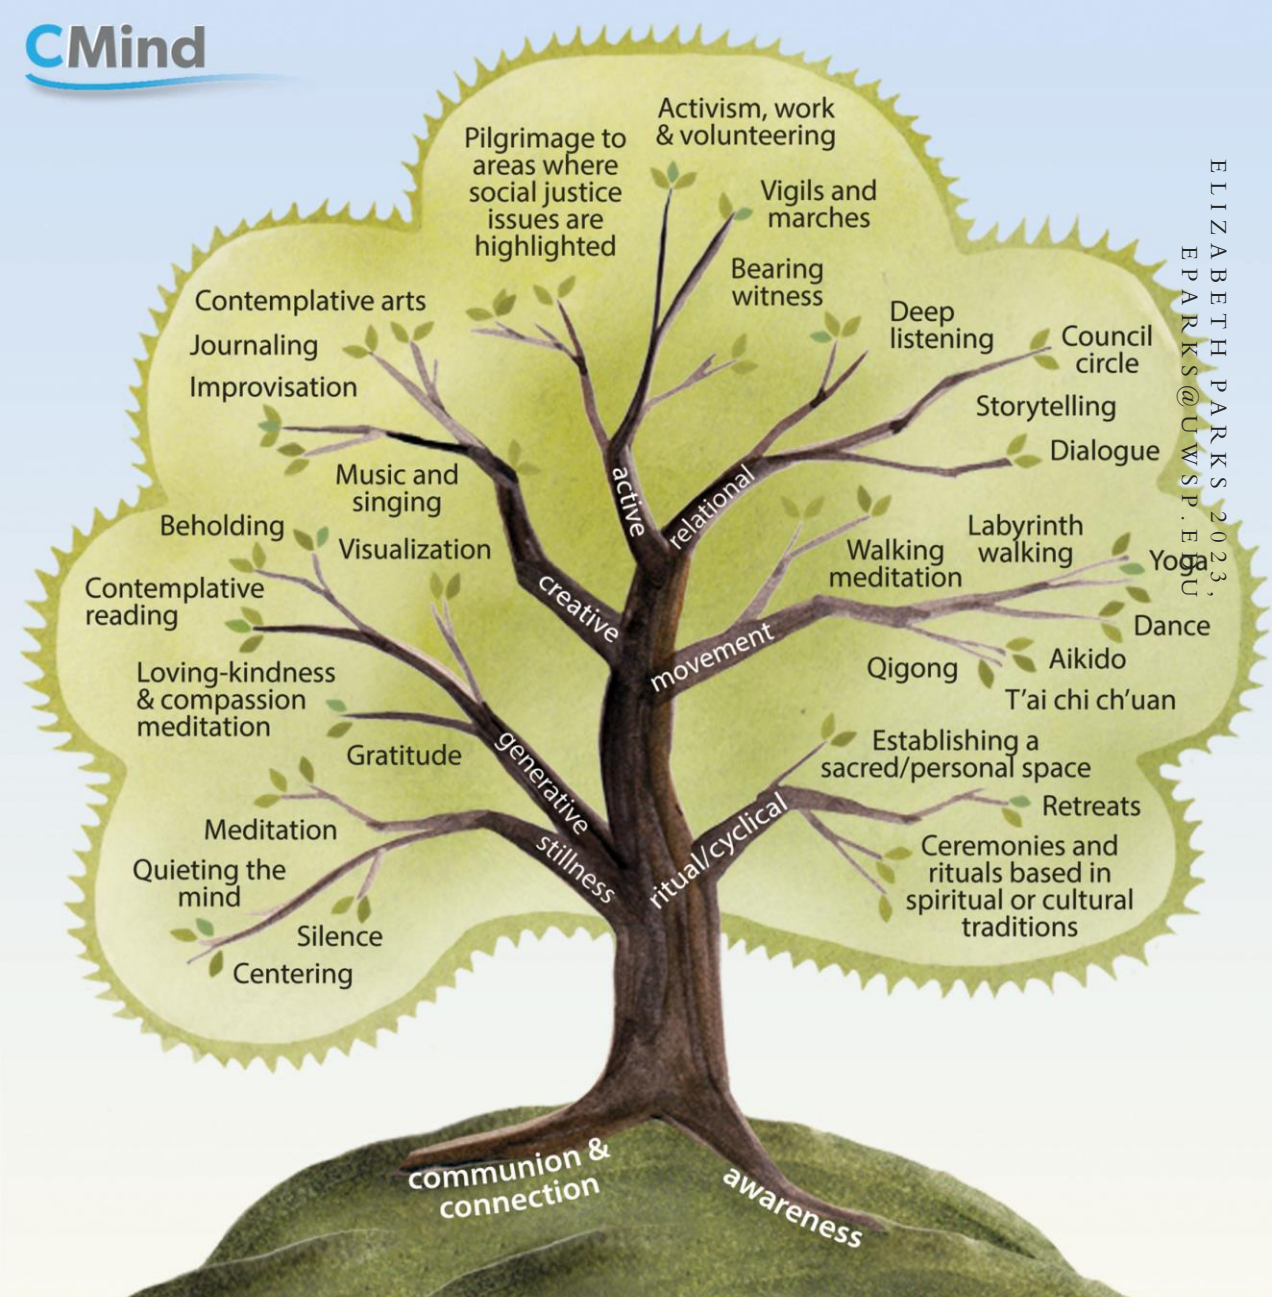 CMind
Activism, work
& volunteering
Pilgrimage to
areas where
social justice
issues are
highlighted
Vigils and
marches
Bearing
witness
Contemplative arts
Journaling
Improvisation
Music and
singing
Deep
listening
Council
circle
Storytelling
Dialogue
active
relational
creative
movement
Beholding
Visualization
Contemplative
reading
Loving-kindness
& compassion
meditation
Gratitude
generative
Walking
meditation
Labyrinth
walking
Yoga
Dance
Aikido
Qigong
T'ai chi ch'uan
Meditation
Quieting the
mind
Silence
Centering
stillness
ritual/cyclical
Establishing a
sacred/personal space
Retreats
Ceremonies and
rituals based in
spiritual or cultural
traditions
communion &
connection
awareness
ELIZABETH PARKS 2023,
EPARKS@UWSP.EDU